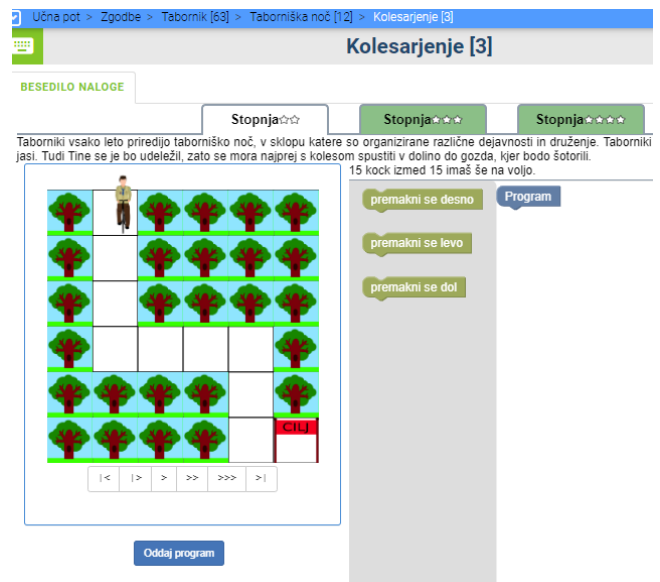 Učna pot > Zgodbe > Tabornik [63] > Taborniška noč [12] > Kolesarjenje [3]
Kolesarjenje [3]
BESEDILO NALOGE
Stopnja☆☆ Stopnja☆☆☆ Stopnja☆☆☆☆
Taborniki vsako leto priredijo taborniško noč, v sklopu katere so organizirane različne dejavnosti in druženje. Taborniki
jasi. Tudi Tine se je bo udeležil, zato se mora najprej s kolesom spustiti v dolino do gozda, kjer bodo šotorili.
15 kock izmed 15 imaš še na voljo.
premakni se desno
Program
premakni se levo
premakni se dol
CILJ
|< |> > >> >>> >|
Oddaj program